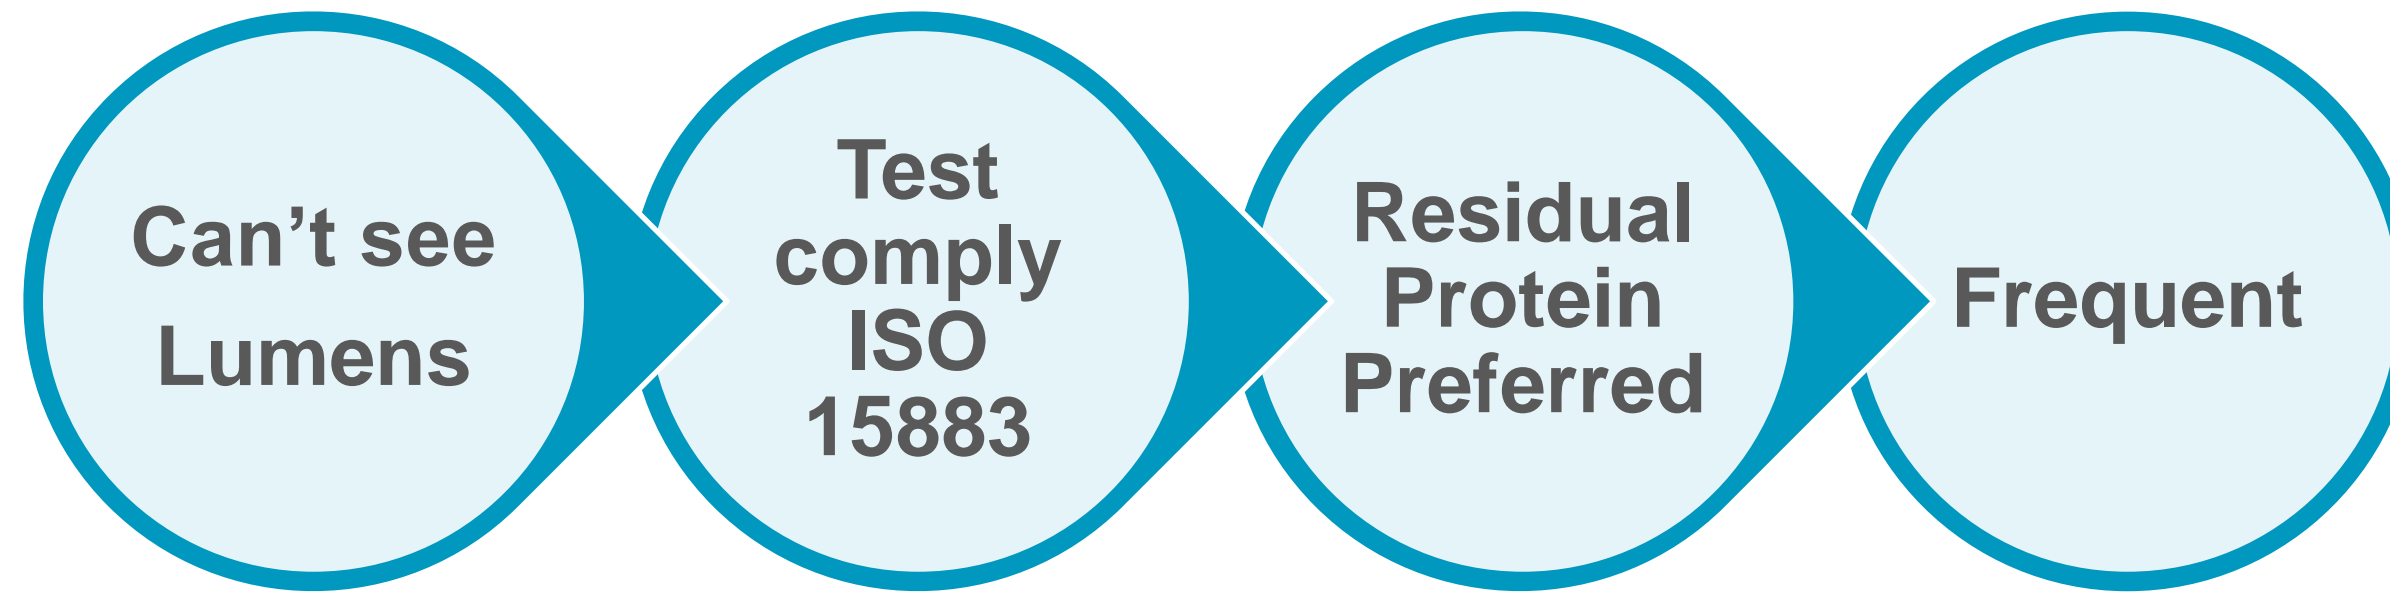 Can’t see
Lumens
Test
comply
ISO
15883
Residual
Protein
Preferred
Frequent